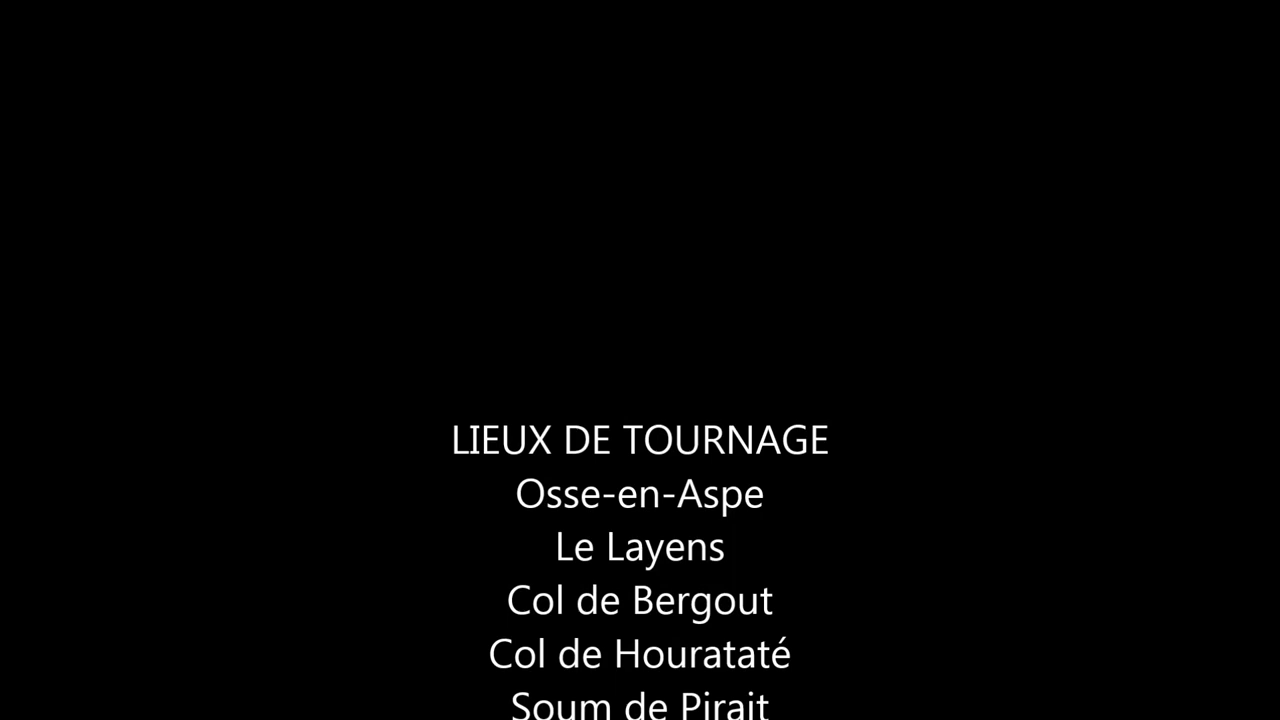 LIEUX DE TOURNAGE
Osse-en-Aspe
Le Layens
Col de Bergout
Col de Hourataté
Soum de Pirait